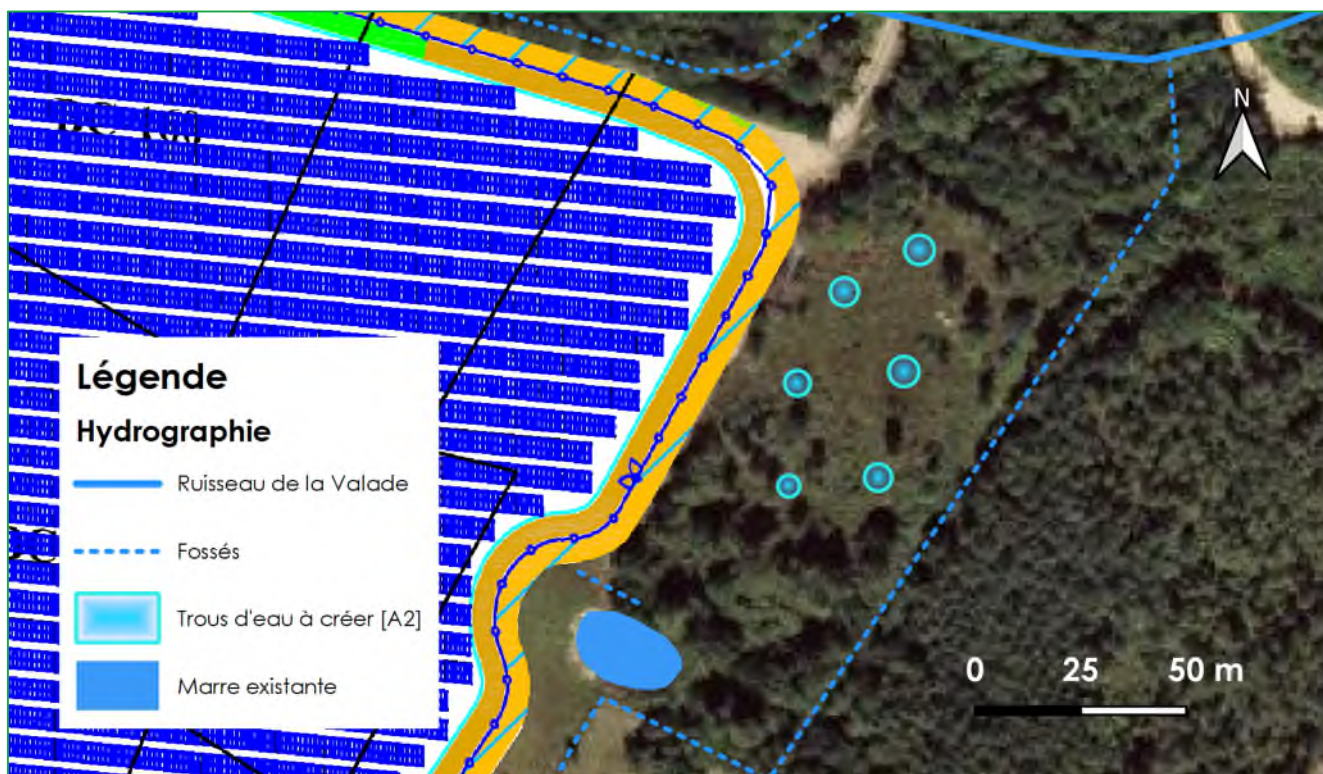 N
Légende
Hydrographie
Ruisseau de la Valade
Fossés
Trous d'eau à créer [A2]
Marre existante
0 25 50 m